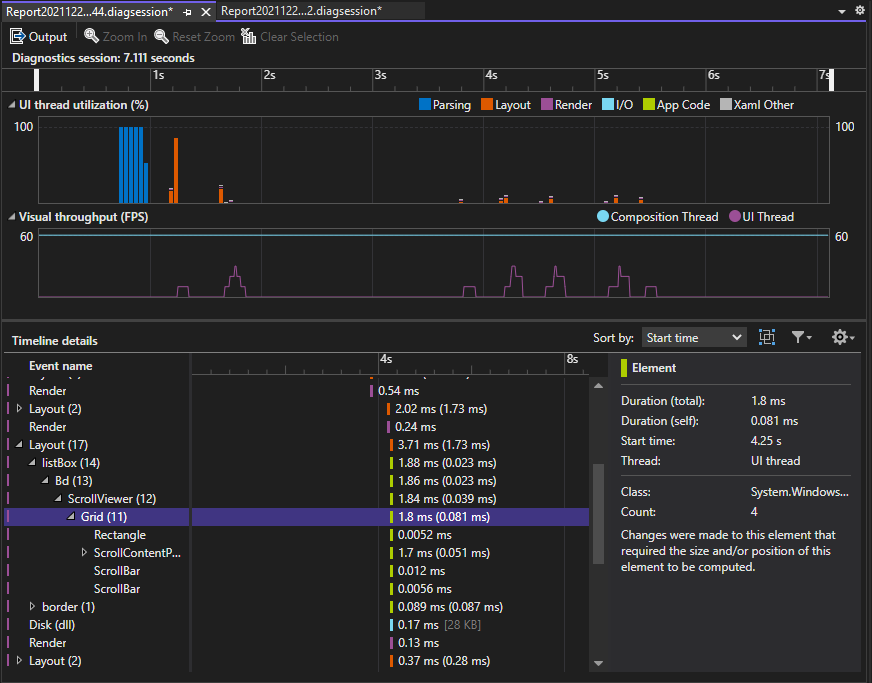 Report2021122...44.diagsession* Report2021122...2.diagsession*
Output Zoom In Reset Zoom Clear Selection
Diagnostics session: 7.111 seconds
1s 2s 3s 4s 5s 6s 7s
UI thread utilization (%) Parsing Layout Render I/O App Code Xaml Other
100 100
Visual throughput (FPS) Composition Thread UI Thread
60 60
Timeline details Sort by: Start time
Event name 4s 8s
Render 0.54 ms
Layout (2) 2.02 ms (1.73 ms)
Render 0.24 ms
Layout (17) 3.71 ms (1.73 ms)
listBox (14) 1.88 ms (0.023 ms)
Bd (13) 1.86 ms (0.023 ms)
ScrollViewer (12) 1.84 ms (0.039 ms)
Grid (11) 1.8 ms (0.081 ms)
Rectangle 0.0052 ms
ScrollContentP... 1.7 ms (0.051 ms)
ScrollBar 0.012 ms
ScrollBar 0.0056 ms
border (1) 0.089 ms (0.087 ms)
Disk (dll) 0.17 ms [28 KB]
Render 0.13 ms
Layout (2) 0.37 ms (0.28 ms)
Element
Duration (total): 1.8 ms
Duration (self): 0.081 ms
Start time: 4.25 s
Thread: UI thread
Class: System.Windows...
Count: 4
Changes were made to this element that
required the size and/or position of this
element to be computed.